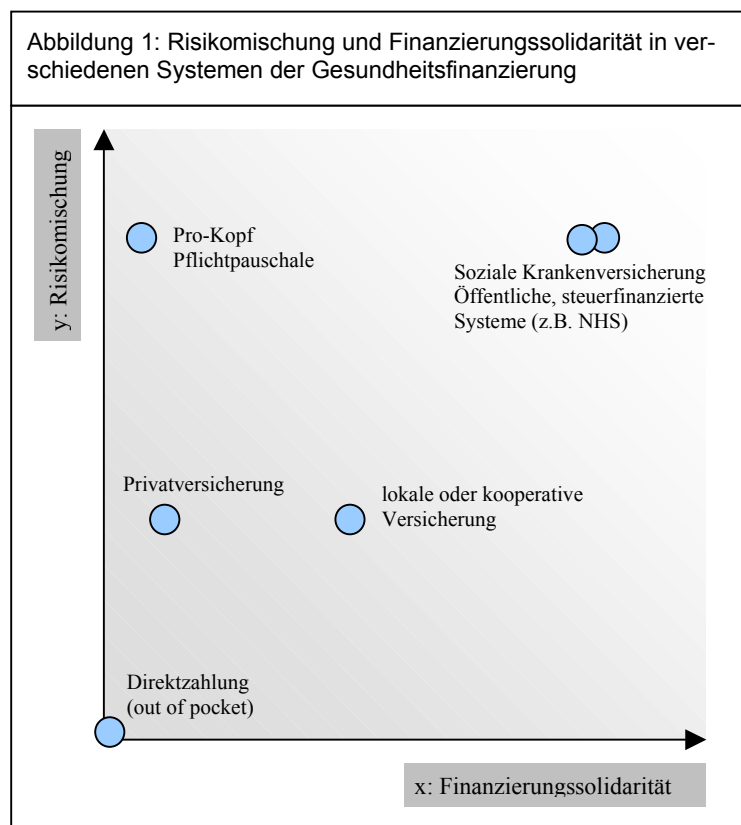 Abbildung 1: Risikomischung und Finanzierungssolidarität in ver-
schiedenen Systemen der Gesundheitsfinanzierung
y: Risikomischung
Pro-Kopf
Pflichtpauschale
Soziale Krankenversicherung
Öffentliche, steuerfinanzierte
Systeme (z.B. NHS)
Privatversicherung
lokale oder kooperative
Versicherung
Direktzahlung
(out of pocket)
x: Finanzierungssolidarität